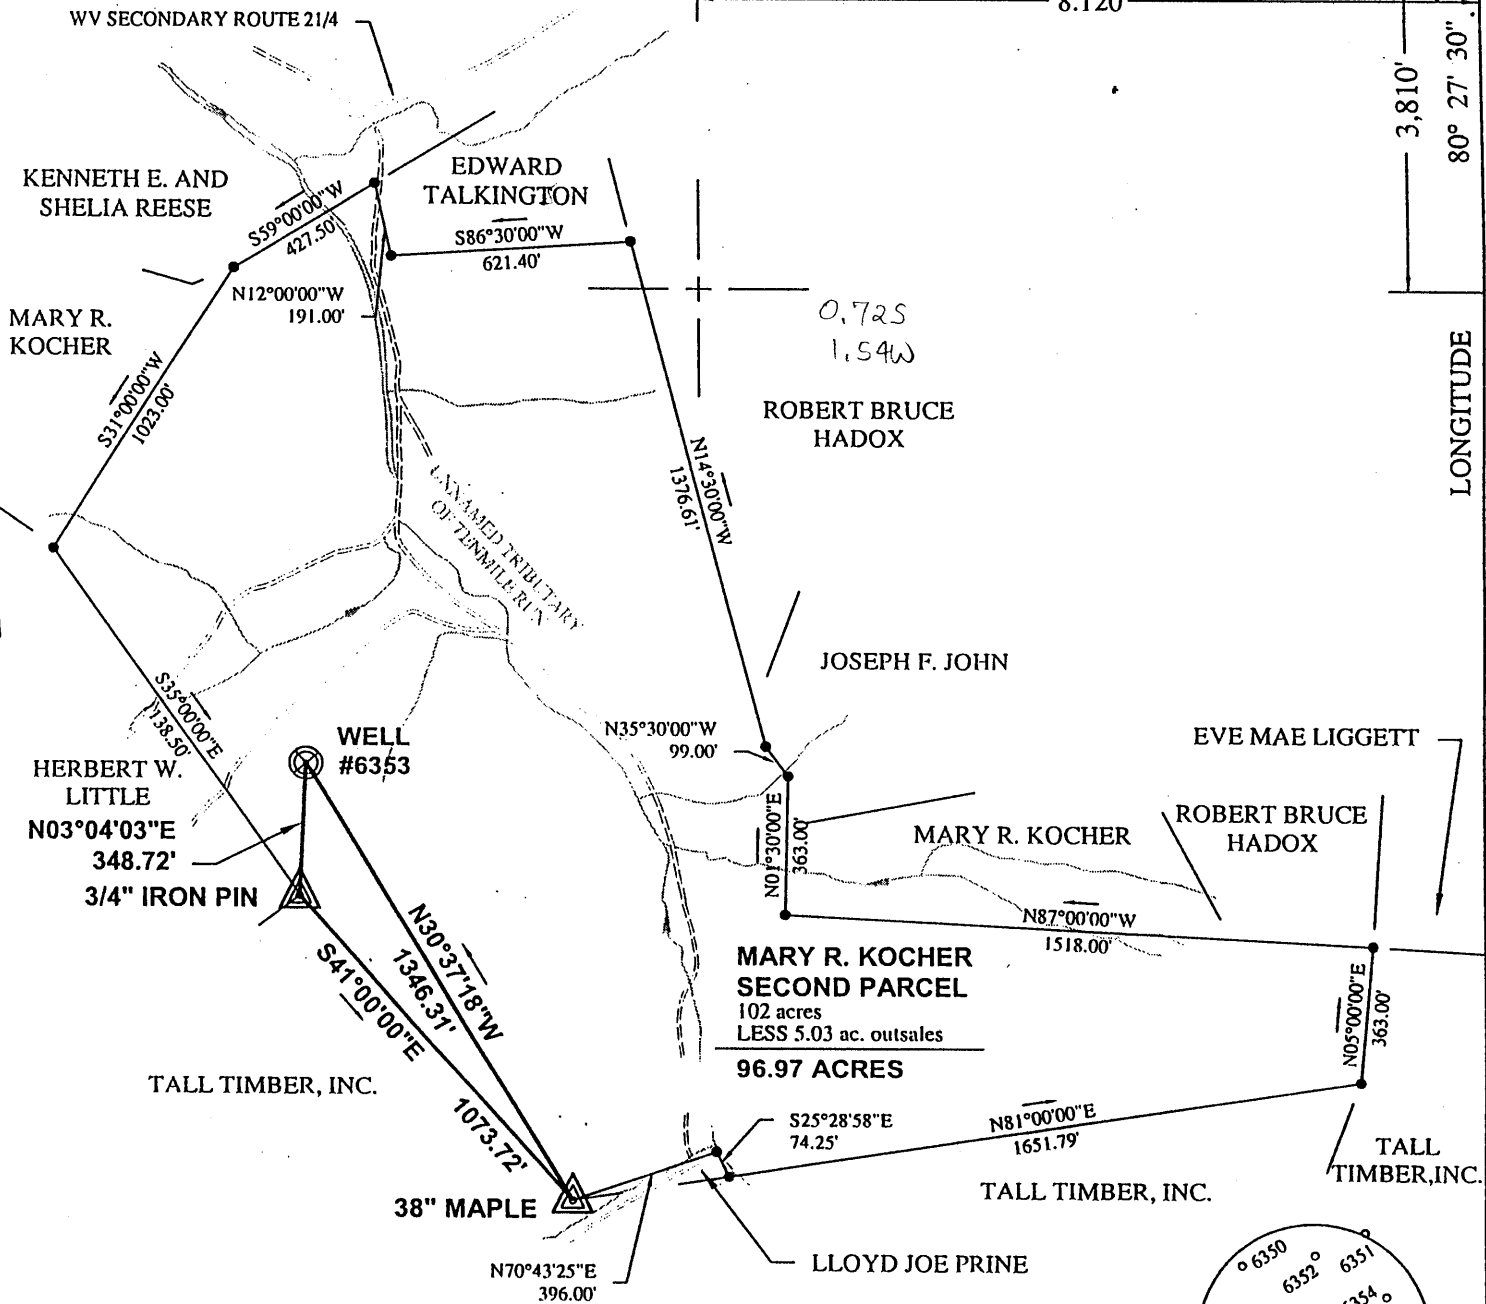 WV SECONDARY ROUTE 21/4
8.120
3,810'
80° 27' 30"
LONGITUDE
KENNETH E. AND
SHELIA REESE
S59°00'00"W
427.50'
EDWARD
TALKINGTON
S86°30'00"W
621.40'
N12°00'00"W
191.00'
0.72S
1.54W
MARY R.
KOCHER
S31°00'00"W
1023.00'
ROBERT BRUCE
HADOX
N14°30'00"W
1376.61'
UNNAMED TRIBUTARY
OF TENMILE RUN
JOSEPH F. JOHN
S35°00'00"E
N35°30'00"W
99.00'
WELL
#6353
EVE MAE LIGGETT
HERBERT W.
LITTLE
N03°04'03"E
348.72'
3/4" IRON PIN
N01°30'00"E
363.00'
MARY R. KOCHER
ROBERT BRUCE
HADOX
N87°00'00"W
1518.00'
N30°37'18"W
1346.31'
S41°00'00"E
1073.72'
MARY R. KOCHER
SECOND PARCEL
102 acres
LESS 5.03 ac. outsales
96.97 ACRES
N05°00'00"E
363.00'
TALL TIMBER, INC.
S25°28'58"E
74.25'
N81°00'00"E
1651.79'
TALL
TIMBER,INC.
TALL TIMBER, INC.
38" MAPLE
LLOYD JOE PRINE
N70°43'25"E
396.00'
6350
6352
6351
6354